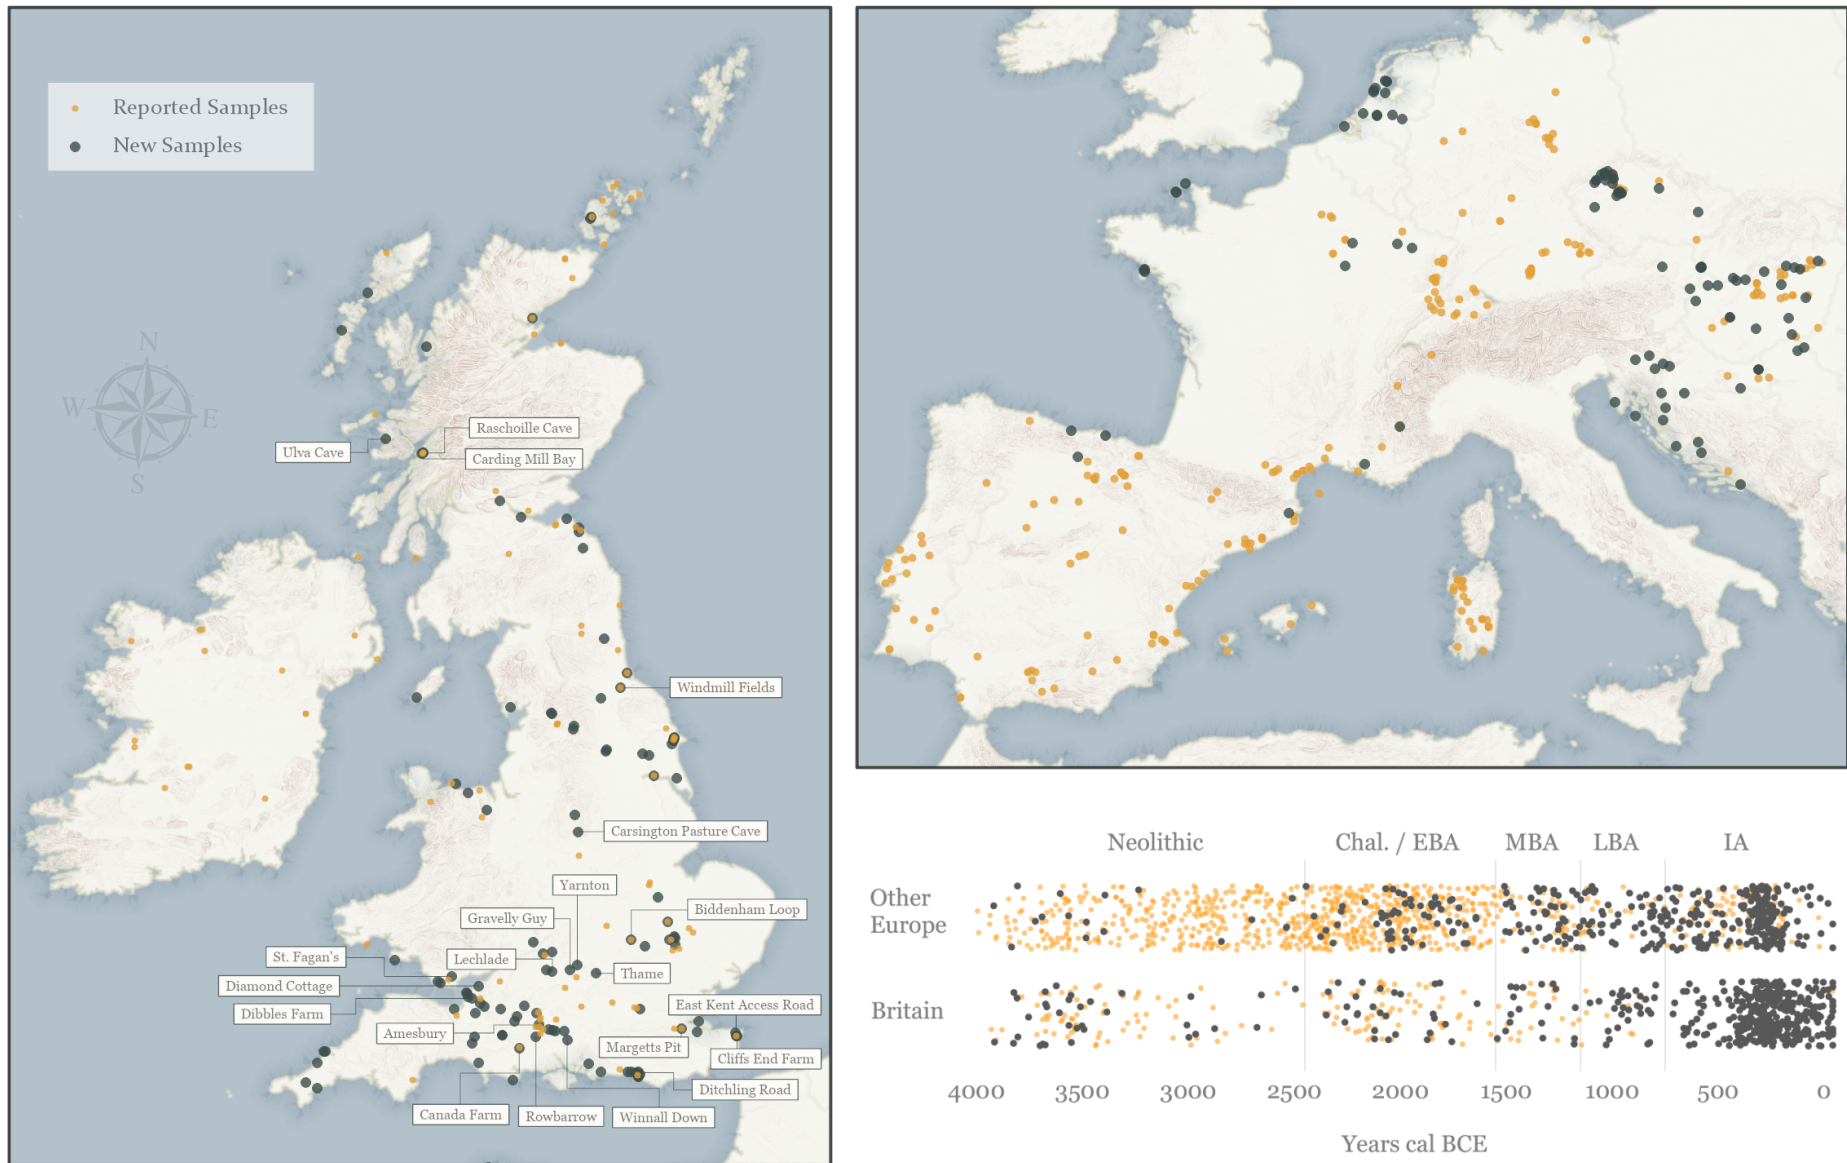 Reported Samples
New Samples
N
W
E
S
Raschoille Cave
Ulva Cave
Carding Mill Bay
Windmill Fields
Carsington Pasture Cave
Yarnton
Biddenham Loop
Gravelly Guy
St. Fagan's
Lechlade
Thame
Diamond Cottage
East Kent Access Road
Dibbles Farm
Amesbury
Margetts Pit
Cliffs End Farm
Ditchling Road
Canada Farm
Rowbarrow
Winnall Down
Neolithic
Chal. / EBA
MBA
LBA
IA
Other
Europe
Britain
4000
3500
3000
2500
2000
1500
1000
500
0
Years cal BCE